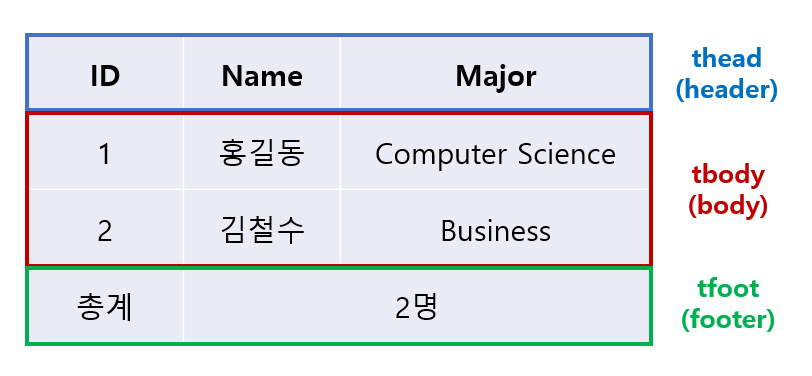 ID Name Major
thead
(header)
1 홍길동 Computer Science
2 김철수 Business
tbody
(body)
총계 2명
tfoot
(footer)